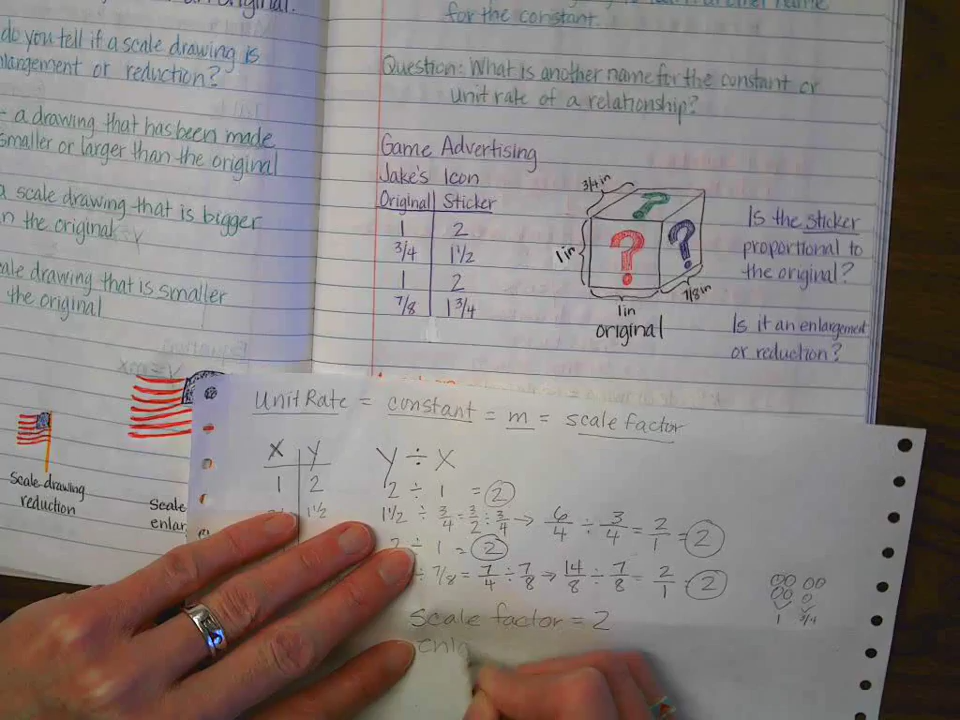 original.
for the constant.
do you tell if a scale drawing is
enlargement or reduction?
Question: What is another name for the constant or
unit rate of a relationship?
- a drawing that has been made
smaller or larger than the original
a scale drawing that is bigger
the original
scale drawing that is smaller
the original
Game Advertising
Jake's Icon
Original Sticker
1 2
3/4 1 1/2
1 2
7/8 1 3/4
3/4 in
1 in
1 in
7/8 in
?
?
?
original
Is the sticker
proportional to
the original?
Is it an enlargement
or reduction?
y=mx
Scale drawing
reduction
Scale
enlar
Unit Rate = constant = m = scale factor
X Y
1 2
1 1/2
Y ÷ X
2 ÷ 1 = 2
1 1/2 ÷ 3/4 = 3/2 ÷ 3/4 → 6/4 ÷ 3/4 = 2/1 = 2
2 ÷ 1 = 2
÷ 7/8 = 7/4 ÷ 7/8 → 14/8 ÷ 7/8 = 2/1 = 2
1 3/4
Scale factor = 2
enla